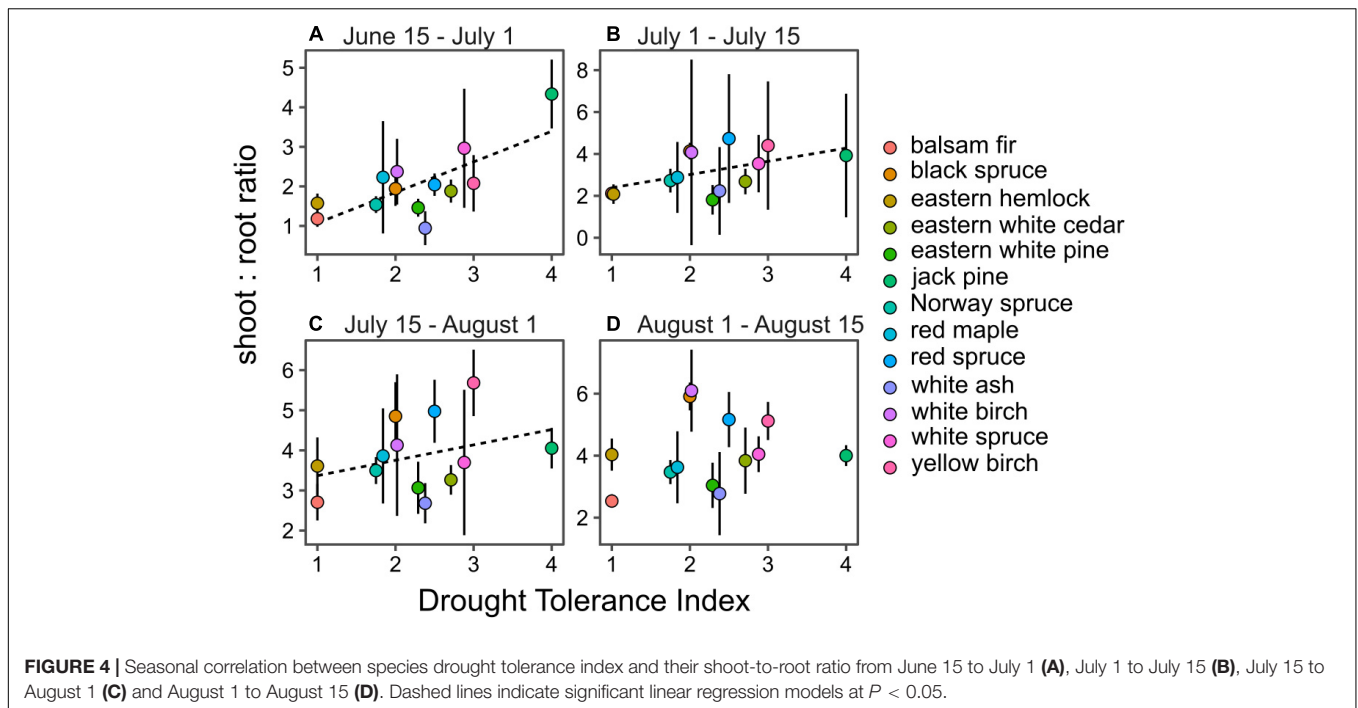 A June 15 - July 1
B July 1 - July 15
5
4
3
2
1
8
6
4
2
0
1 2 3 4
1 2 3 4
C July 15 - August 1
D August 1 - August 15
6
5
4
3
2
6
4
2
1 2 3 4
1 2 3 4
shoot : root ratio
Drought Tolerance Index
balsam fir
black spruce
eastern hemlock
eastern white cedar
eastern white pine
jack pine
Norway spruce
red maple
red spruce
white ash
white birch
white spruce
yellow birch
FIGURE 4 | Seasonal correlation between species drought tolerance index and their shoot-to-root ratio from June 15 to July 1 (A), July 1 to July 15 (B), July 15 to
August 1 (C) and August 1 to August 15 (D). Dashed lines indicate significant linear regression models at P < 0.05.